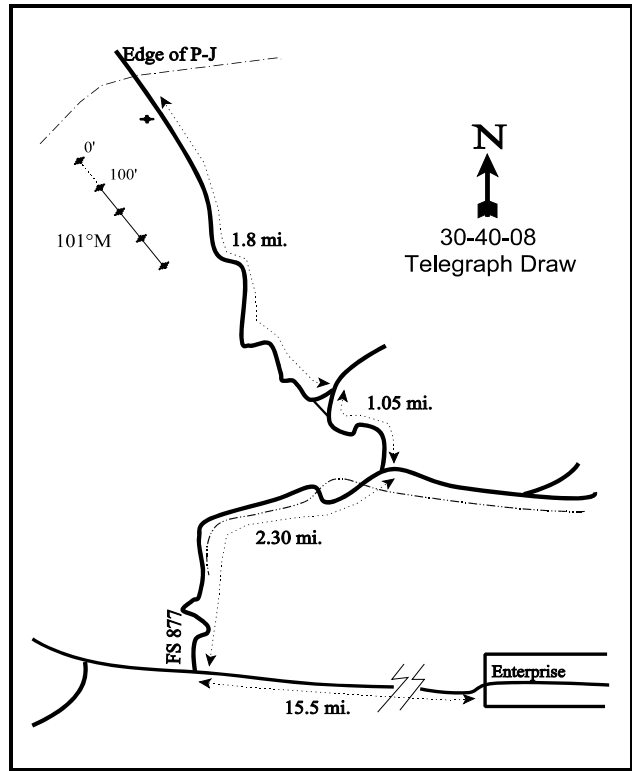 Edge of P-J
N
0'
100'
101°M
1.8 mi.
30-40-08
Telegraph Draw
1.05 mi.
2.30 mi.
FS 877
Enterprise
15.5 mi.